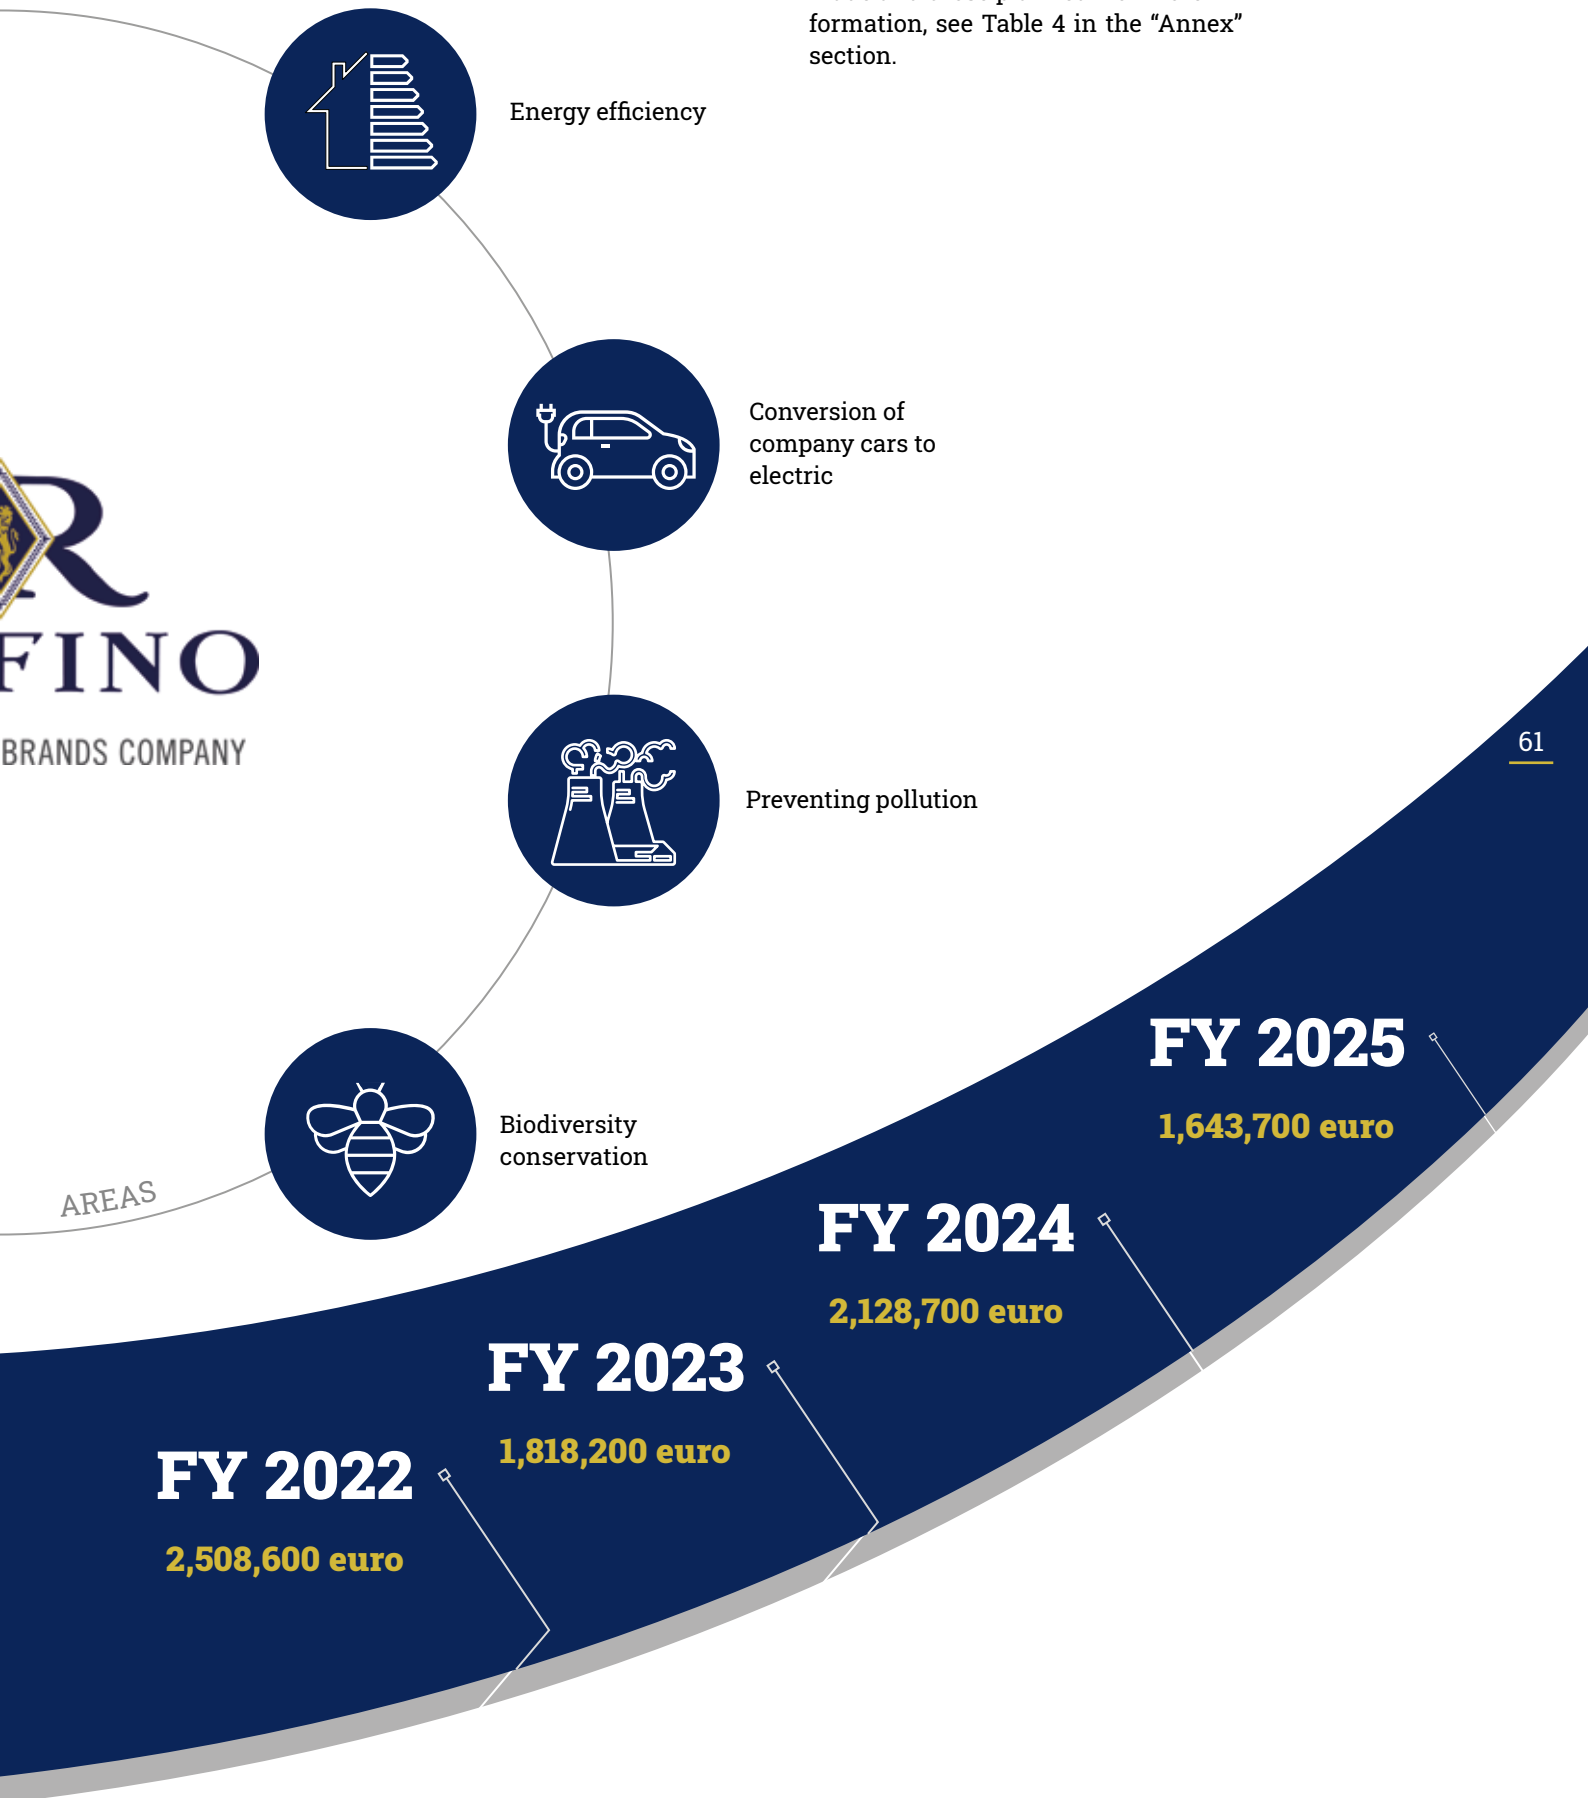 formation, see Table 4 in the “Annex”
section.
Energy efficiency
Conversion of
company cars to
electric
R
FINO
BRANDS COMPANY
61
Preventing pollution
Biodiversity
conservation
AREAS
FY 2025
1,643,700 euro
FY 2024
2,128,700 euro
FY 2023
1,818,200 euro
FY 2022
2,508,600 euro